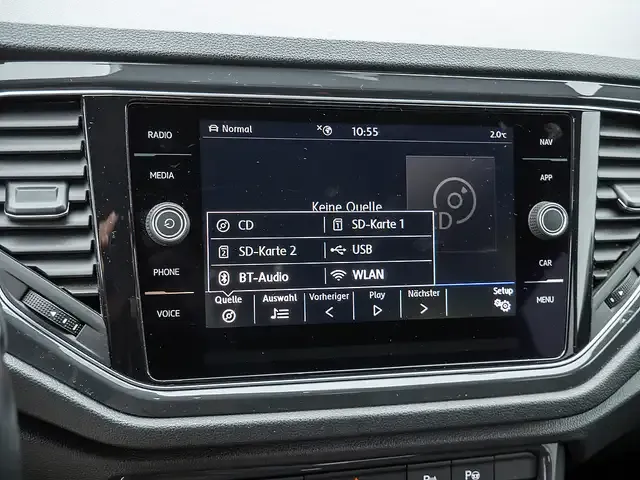 RADIO
MEDIA
PHONE
VOICE
Normal
10:55
2.0°C
Keine Quelle
CD
CD
SD-Karte 1
SD-Karte 2
USB
BT-Audio
WLAN
Quelle
Auswahl
Vorheriger
Play
Nächster
Setup
NAV
APP
CAR
MENU